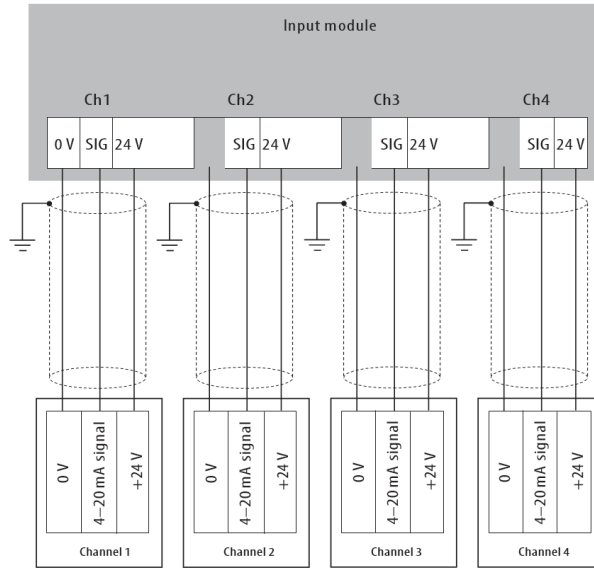 Input module
Ch1 Ch2 Ch3 Ch4
0 V SIG 24 V SIG 24 V SIG 24 V SIG 24 V
0 V 4–20 mA signal +24 V 0 V 4–20 mA signal +24 V 0 V 4–20 mA signal +24 V 0 V 4–20 mA signal +24 V
Channel 1 Channel 2 Channel 3 Channel 4